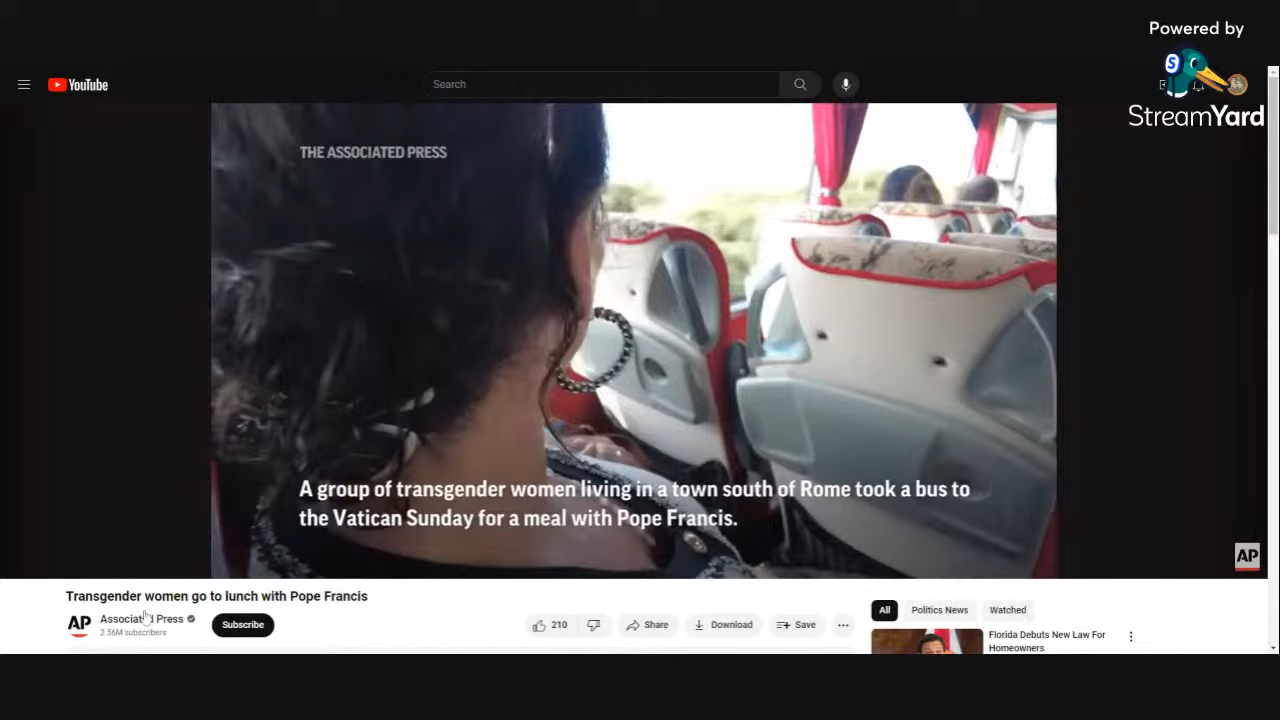 Powered by
S
StreamYard
YouTube
Search
THE ASSOCIATED PRESS
A group of transgender women living in a town south of Rome took a bus to
the Vatican Sunday for a meal with Pope Francis.
AP
Transgender women go to lunch with Pope Francis
AP
Associated Press
2.56M subscribers
Subscribe
210
Share
Download
Save
All
Politics News
Watched
Florida Debuts New Law For
Homeowners